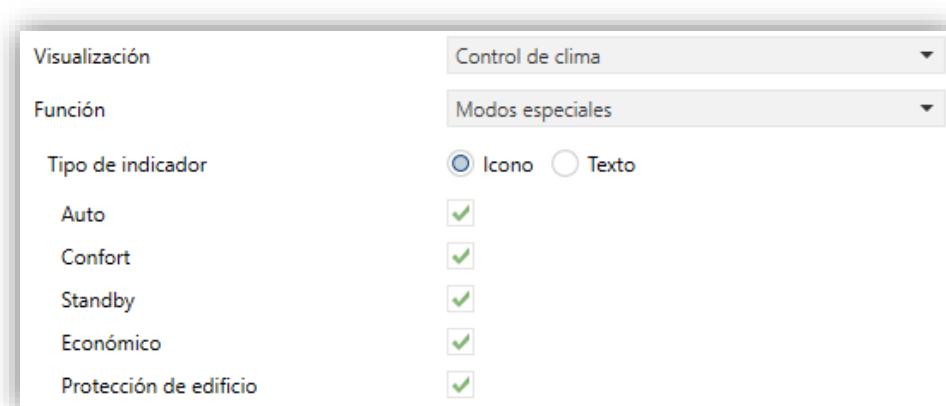 Visualización Control de clima
Función Modos especiales
Tipo de indicador Icono Texto
Auto
Confort
Standby
Económico
Protección de edificio